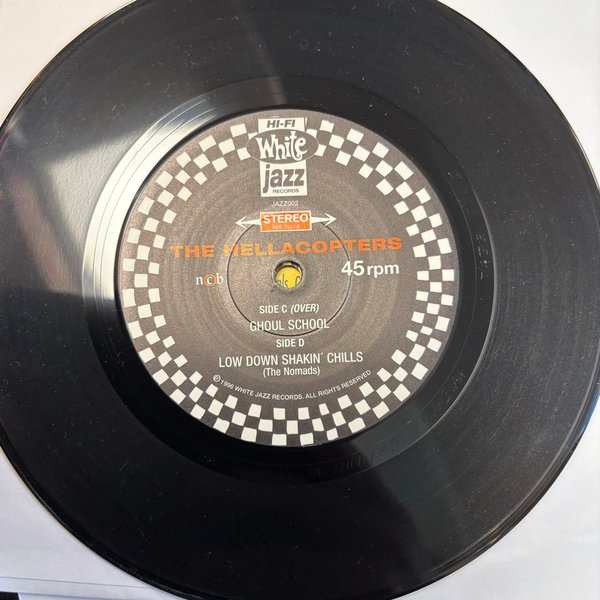 HI-FI
White
jazz
RECORDS
JAZZ002
STEREO
THE HELLACOPTERS
ncb
45rpm
SIDE C (OVER)
GHOUL SCHOOL
SIDE D
LOW DOWN SHAKIN´ CHILLS
(The Nomads)
© 1996 WHITE JAZZ RECORDS. ALL RIGHTS RESERVED